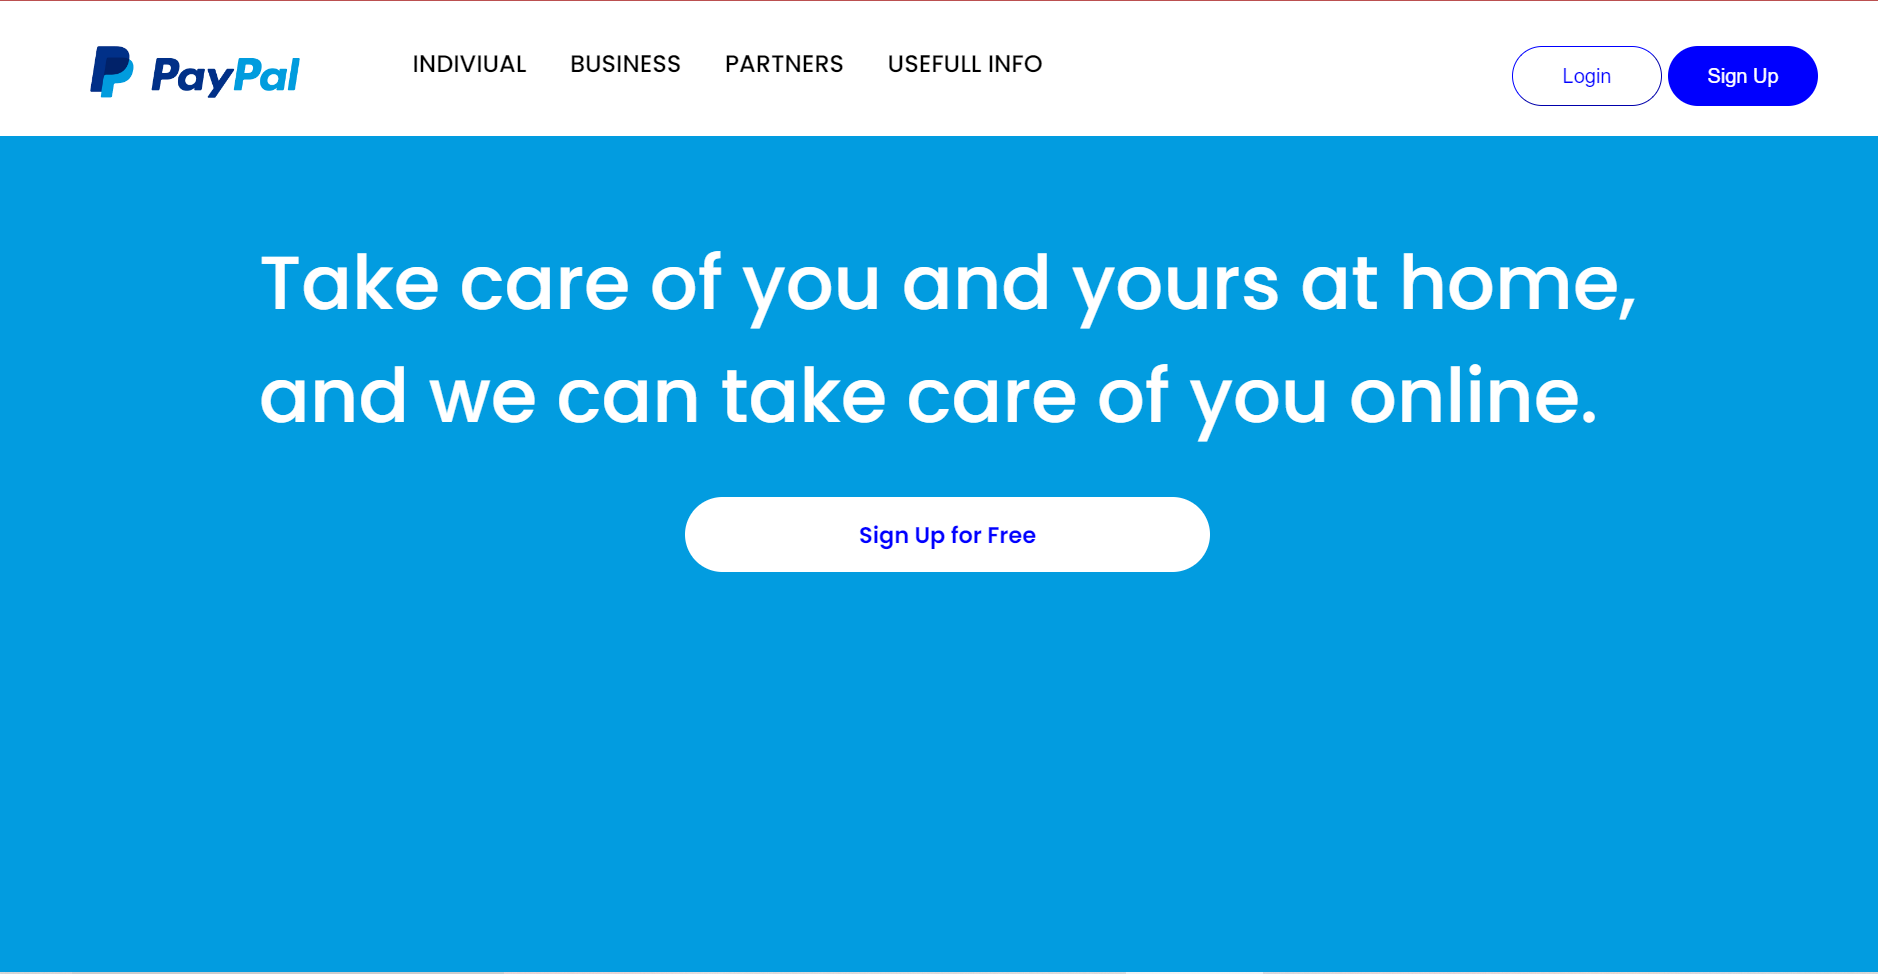 PayPal
INDIVIUAL BUSINESS PARTNERS USEFULL INFO
Login Sign Up
Take care of you and yours at home,
and we can take care of you online.
Sign Up for Free